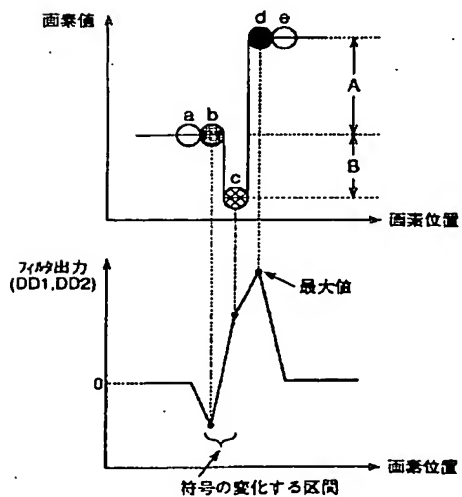 画素値
d e
a b
A
c
B
画素位置
フィルタ出力
(DD1,DD2)
最大値
0
画素位置
符号の変化する区間